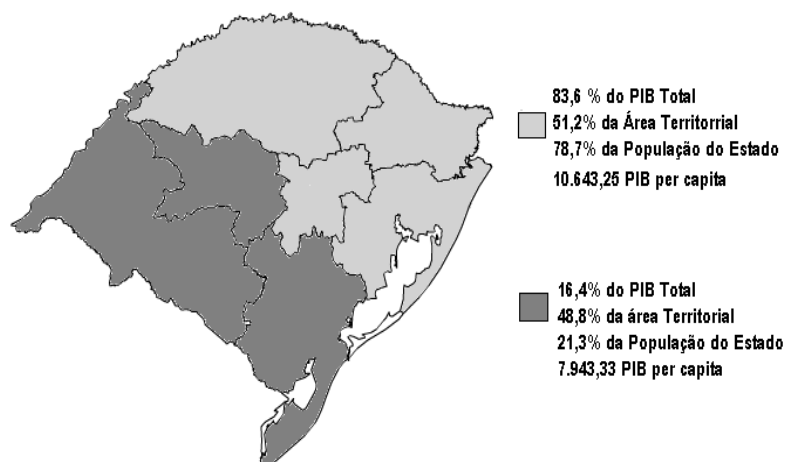 83,6 % do PIB Total
51,2% da Área Territorrial
78,7% da População do Estado
10.643,25 PIB per capita
16,4% do PIB Total
48,8% da área Territorial
21,3% da População do Estado
7.943,33 PIB per capita